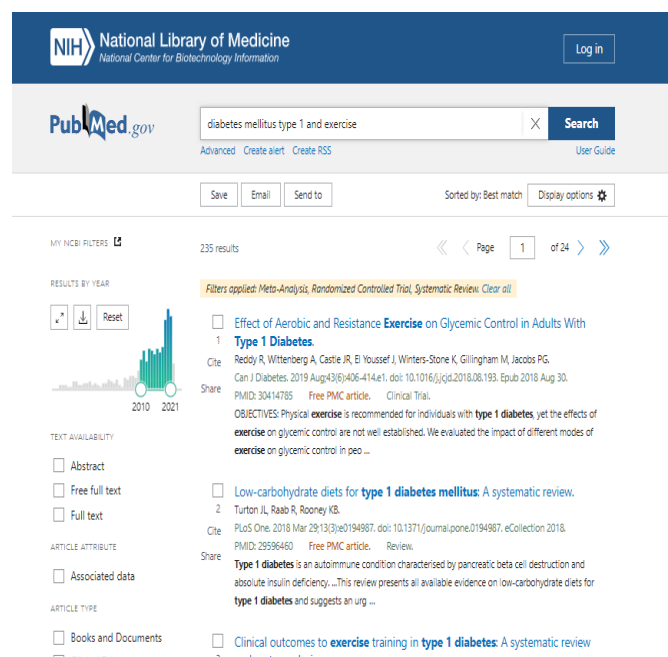 NIH National Library of Medicine
National Center for Biotechnology Information
Log in
PubMed.gov
diabetes mellitus type 1 and exercise
Search
Advanced Create alert Create RSS
User Guide
Save Email Send to
Sorted by: Best match Display options
MY NCBI FILTERS
235 results
Page 1 of 24
RESULTS BY YEAR
Reset
2010 2021
Filters applied: Meta-Analysis, Randomized Controlled Trial, Systematic Review. Clear all
1
Cite
Share
Effect of Aerobic and Resistance Exercise on Glycemic Control in Adults With
Type 1 Diabetes.
Reddy R, Wittenberg A, Castle JR, El Youssef J, Winters-Stone K, Gillingham M, Jacobs PG.
Can J Diabetes. 2019 Aug;43(6):406-414.e1. doi: 10.1016/j.jcjd.2018.08.193. Epub 2018 Aug 30.
PMID: 30414785 Free PMC article. Clinical Trial.
OBJECTIVES: Physical exercise is recommended for individuals with type 1 diabetes, yet the effects of
exercise on glycemic control are not well established. We evaluated the impact of different modes of
exercise on glycemic control in peo ...
TEXT AVAILABILITY
Abstract
Free full text
Full text
ARTICLE ATTRIBUTE
Associated data
ARTICLE TYPE
Books and Documents
2
Cite
Share
Low-carbohydrate diets for type 1 diabetes mellitus: A systematic review.
Turton JL, Raab R, Rooney KB.
PLoS One. 2018 Mar 29;13(3):e0194987. doi: 10.1371/journal.pone.0194987. eCollection 2018.
PMID: 29596460 Free PMC article. Review.
Type 1 diabetes is an autoimmune condition characterised by pancreatic beta cell destruction and
absolute insulin deficiency. ...This review presents all available evidence on low-carbohydrate diets for
type 1 diabetes and suggests an urg ...
Clinical outcomes to exercise training in type 1 diabetes: A systematic review